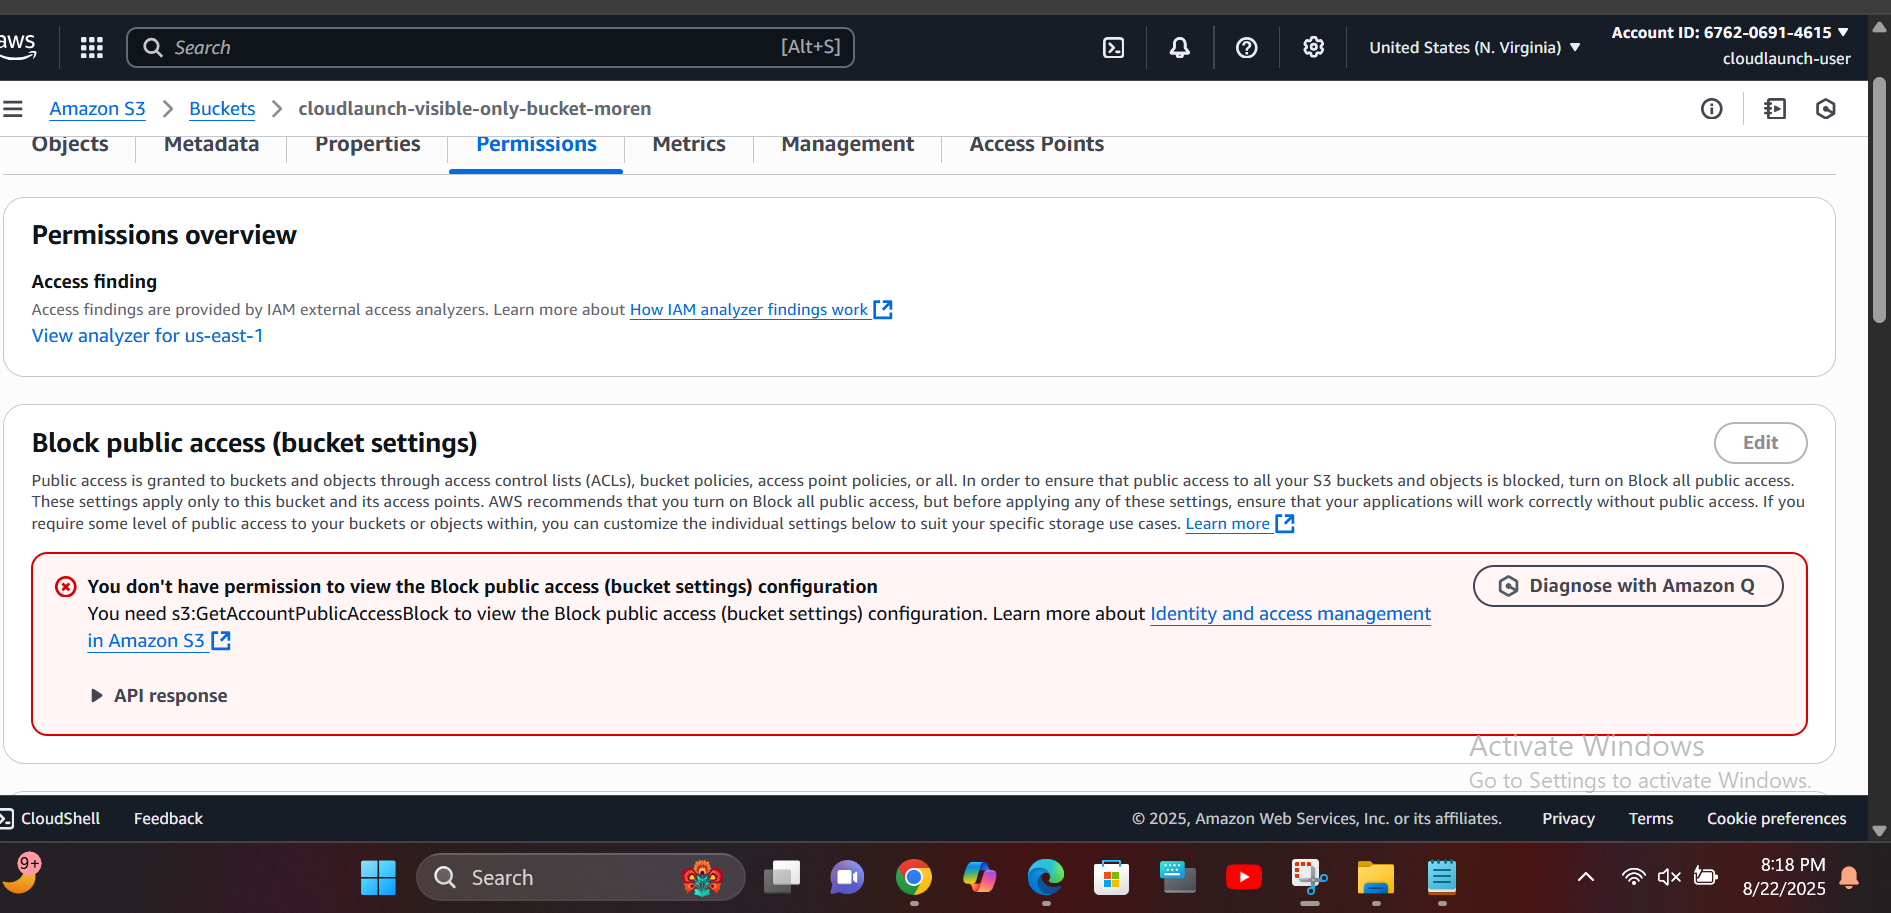 aws
Search
[Alt+S]
United States (N. Virginia)
Account ID: 6762-0691-4615
cloudlaunch-user
Amazon S3
Buckets
cloudlaunch-visible-only-bucket-moren
Objects
Metadata
Properties
Permissions
Metrics
Management
Access Points
Permissions overview
Access finding
Access findings are provided by IAM external access analyzers. Learn more about How IAM analyzer findings work
View analyzer for us-east-1
Block public access (bucket settings)
Edit
Public access is granted to buckets and objects through access control lists (ACLs), bucket policies, access point policies, or all. In order to ensure that public access to all your S3 buckets and objects is blocked, turn on Block all public access.
These settings apply only to this bucket and its access points. AWS recommends that you turn on Block all public access, but before applying any of these settings, ensure that your applications will work correctly without public access. If you
require some level of public access to your buckets or objects within, you can customize the individual settings below to suit your specific storage use cases. Learn more
You don't have permission to view the Block public access (bucket settings) configuration
Diagnose with Amazon Q
You need s3:GetAccountPublicAccessBlock to view the Block public access (bucket settings) configuration. Learn more about Identity and access management
in Amazon S3
API response
Activate Windows
Go to Settings to activate Windows.
CloudShell
Feedback
© 2025, Amazon Web Services, Inc. or its affiliates.
Privacy
Terms
Cookie preferences
9+
Search
8:18 PM
8/22/2025